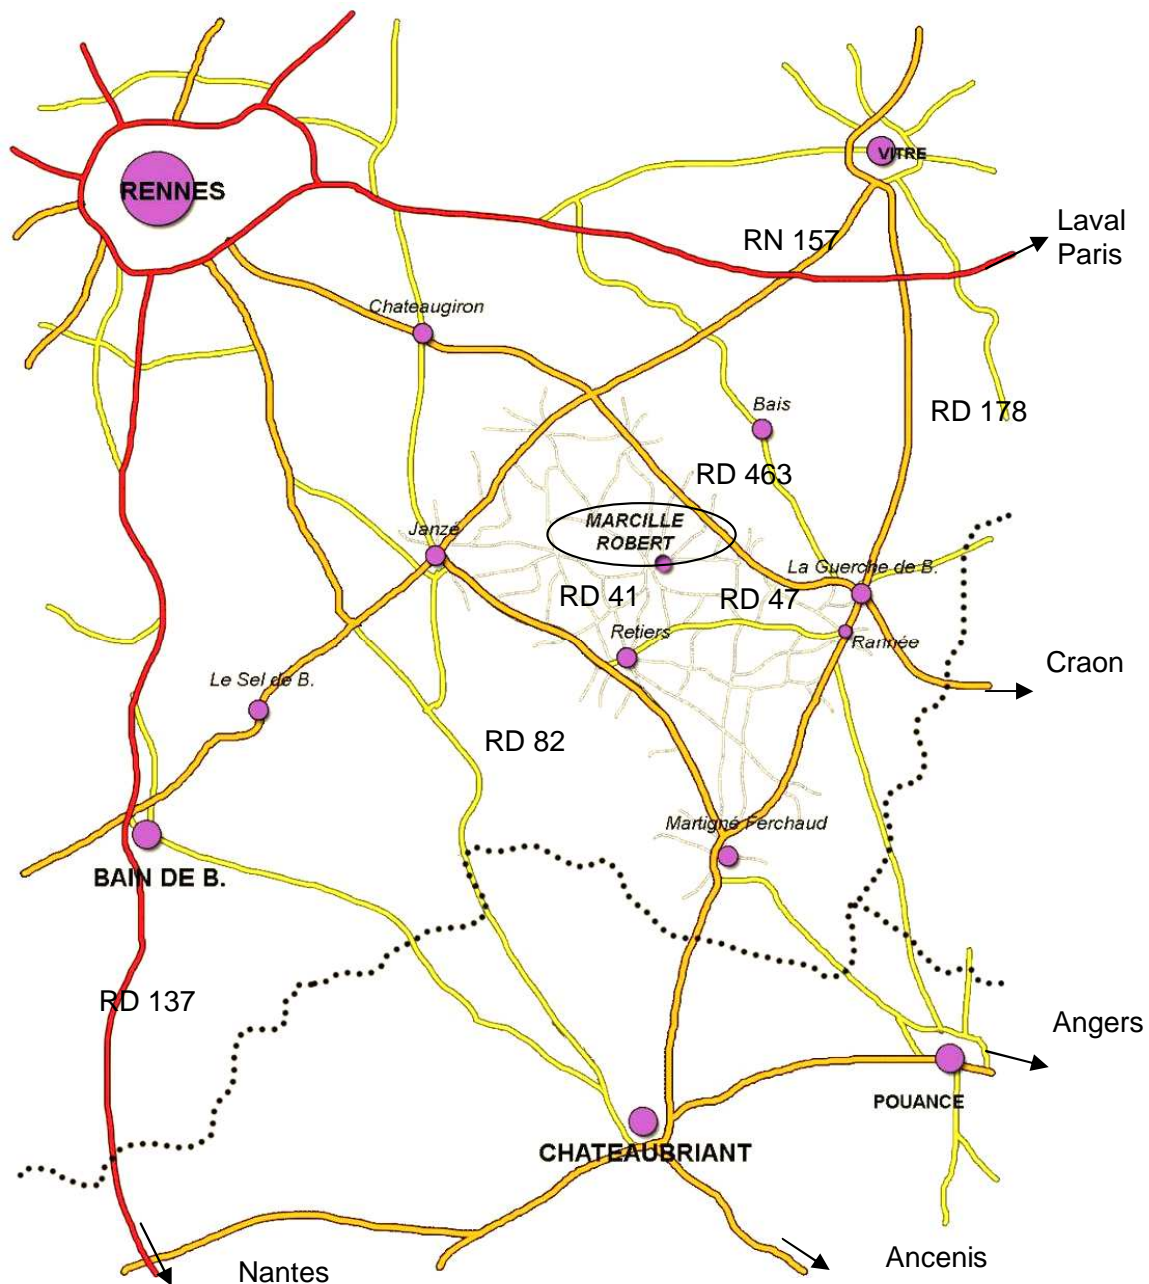 VITRE
RENNES
Laval
Paris
RN 157
Chateaugiron
Bais
RD 178
RD 463
MARCILLE
ROBERT
Janzé
La Guerche de B.
RD 41
RD 47
Retiers
Rannée
Craon
Le Sel de B.
RD 82
Martigné Ferchaud
BAIN DE B.
RD 137
Angers
POUANCE
CHATEAUBRIANT
Ancenis
Nantes